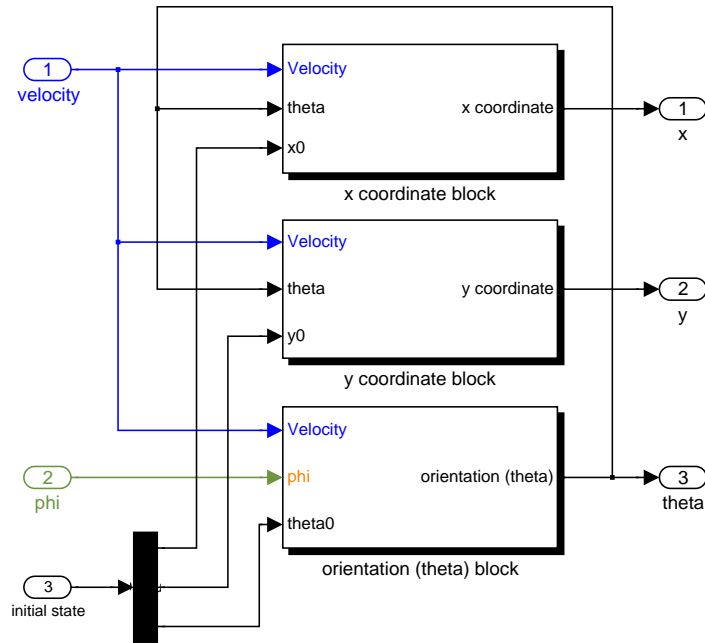 1
velocity
Velocity
theta
x0
x coordinate
x coordinate block
1
x
Velocity
theta
y0
y coordinate
y coordinate block
2
y
Velocity
phi
theta0
orientation (theta)
orientation (theta) block
3
theta
2
phi
3
initial state